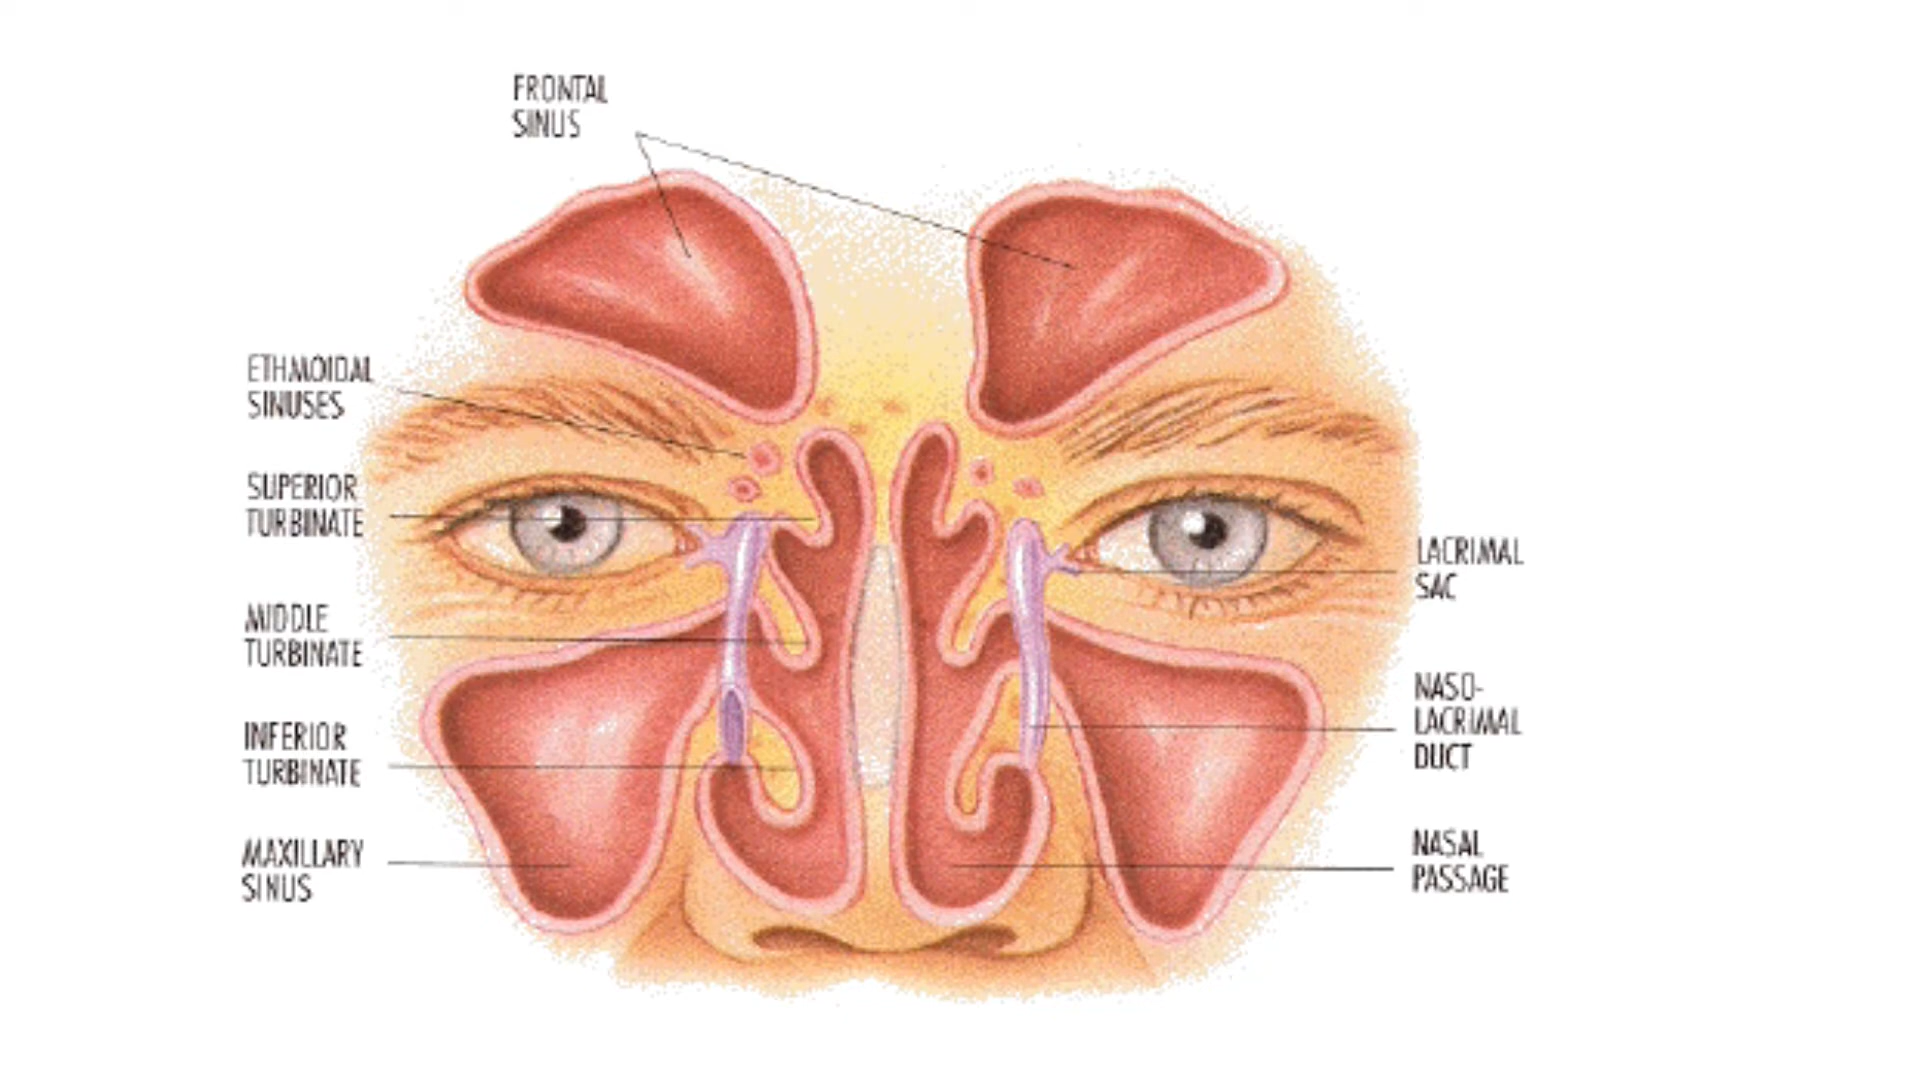 FRONTAL
SINUS
ETHMOIDAL
SINUSES
SUPERIOR
TURBINATE
MIDDLE
TURBINATE
INFERIOR
TURBINATE
MAXILLARY
SINUS
LACRIMAL
SAC
NASO-
LACRIMAL
DUCT
NASAL
PASSAGE